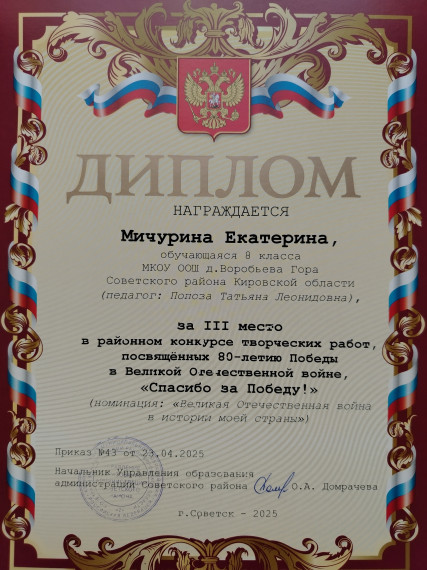 ДИПЛОМ
НАГРАЖДАЕТСЯ
Мичурина Екатерина,
обучающаяся 8 класса
МКОУ ООШ д.Воробьева Гора
Советского района Кировской области
(педагог: Попоза Татьяна Леонидовна),
за III место
в районном конкурсе творческих работ,
посвящённых 80-летию Победы
в Великой Отечественной войне,
«Спасибо за Победу!»
(номинация: «Великая Отечественная война
в истории моей страны»)
Приказ №43 от 23.04.2025
Начальник Управления образования
администрации Советского района О.А. Домрачева
г.Советск - 2025